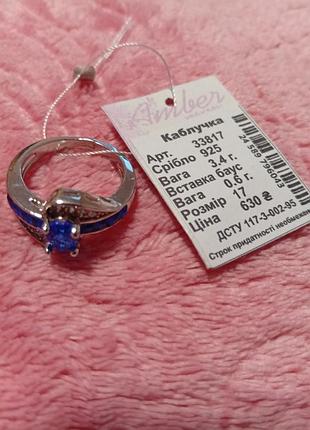 Amber
Каблучка
Арт. 33817
Срібло 925
Вага 3.4 г.
Вставка баус
Вага 0.6 г.
Розмір 17
Ціна 630 ₴
ДСТУ 117-3-002-95
Строк придатності необмежен